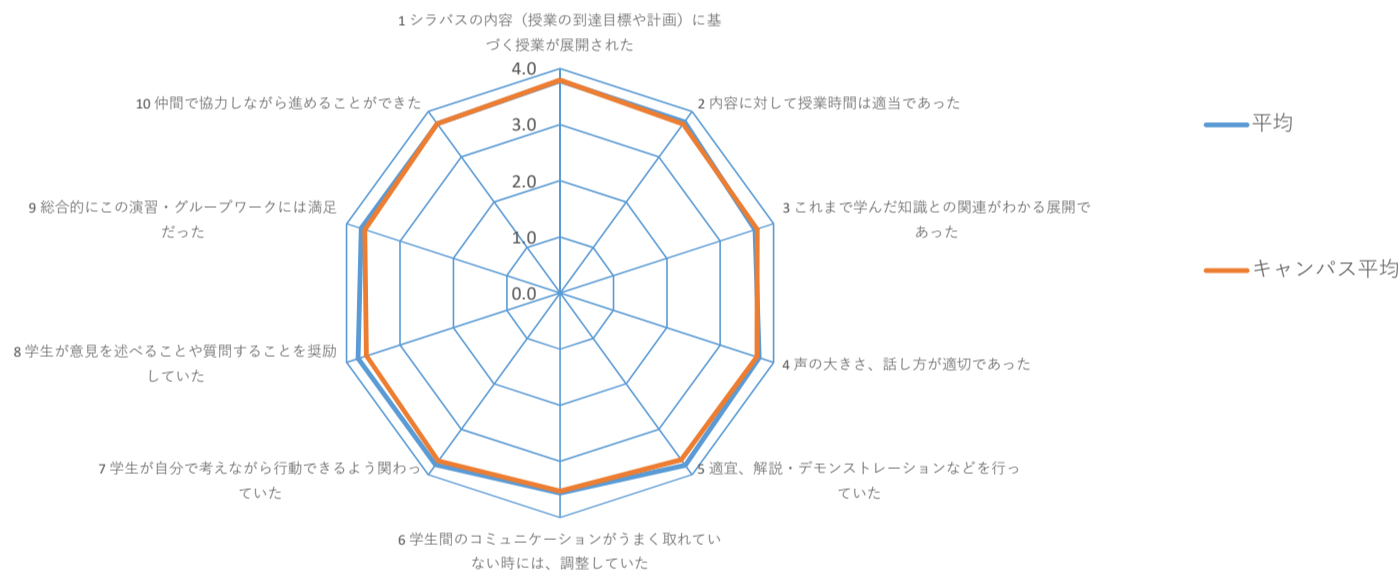 1 シラバスの内容（授業の到達目標や計画）に基
づく授業が展開された
4.0
10 仲間で協力しながら進めることができた
2 内容に対して授業時間は適当であった
平均
3.0
2.0
9 総合的にこの演習・グループワークには満足
だった
3 これまで学んだ知識との関連がわかる展開で
あった
1.0
キャンパス平均
0.0
8 学生が意見を述べることや質問することを奨励
していた
4 声の大きさ、話し方が適切であった
7 学生が自分で考えながら行動できるよう関わっ
ていた
5 適宜、解説・デモンストレーションなどを行っ
ていた
6 学生間のコミュニケーションがうまく取れてい
ない時には、調整していた